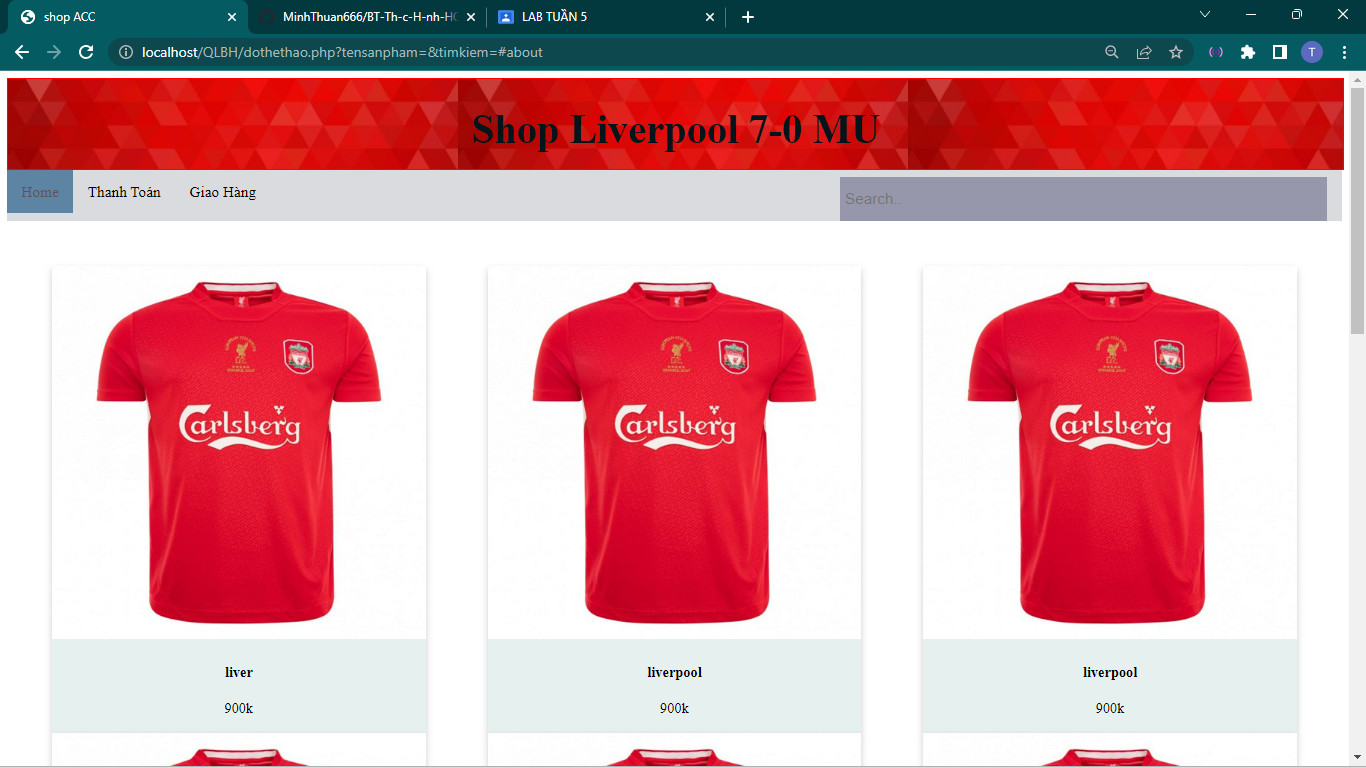 shop ACC
MinhThuan666/BT-Th-c-H-nh-HC
LAB TUẦN 5
localhost/QLBH/dothethao.php?tensanpham=&timkiem=#about
T
Shop Liverpool 7-0 MU
Home Thanh Toán Giao Hàng Search...
Carlsberg Carlsberg Carlsberg
liver liverpool liverpool
900k 900k 900k